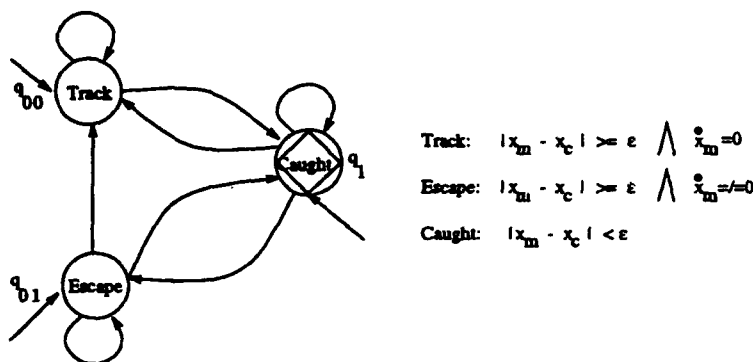 Track
q00
Caught
q1
Escape
q01
Track: |xm - xc| >= ε ⋀ ẋm=0
Escape: |xm - xc| >= ε ⋀ ẋm=/=0
Caught: |xm - xc| < ε